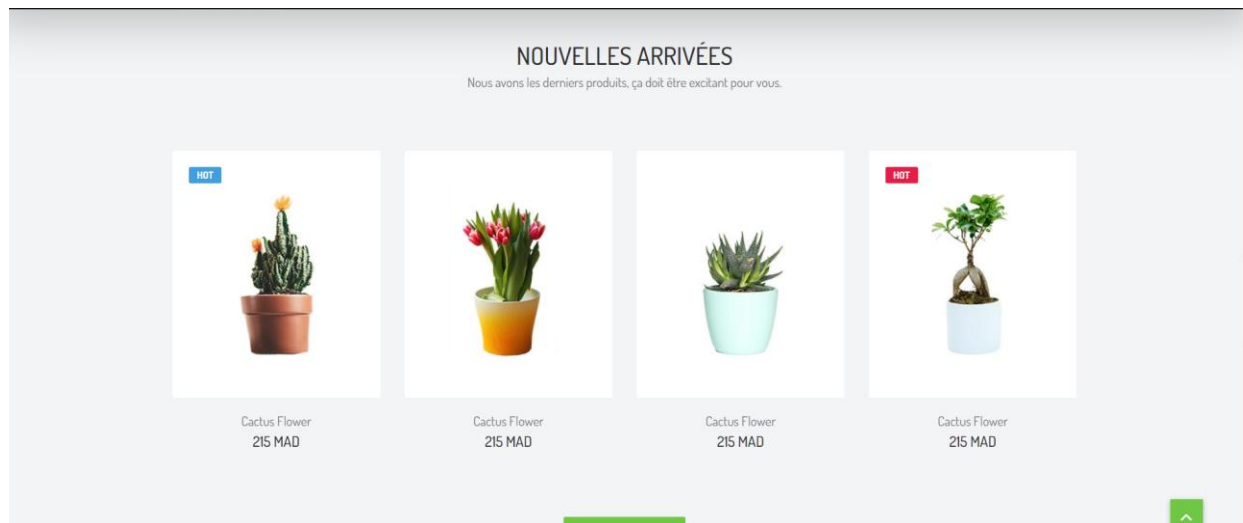 NOUVELLES ARRIVÉES
Nous avons les derniers produits, ça doit être excitant pour vous.
HOT
HOT
Cactus Flower
215 MAD
Cactus Flower
215 MAD
Cactus Flower
215 MAD
Cactus Flower
215 MAD